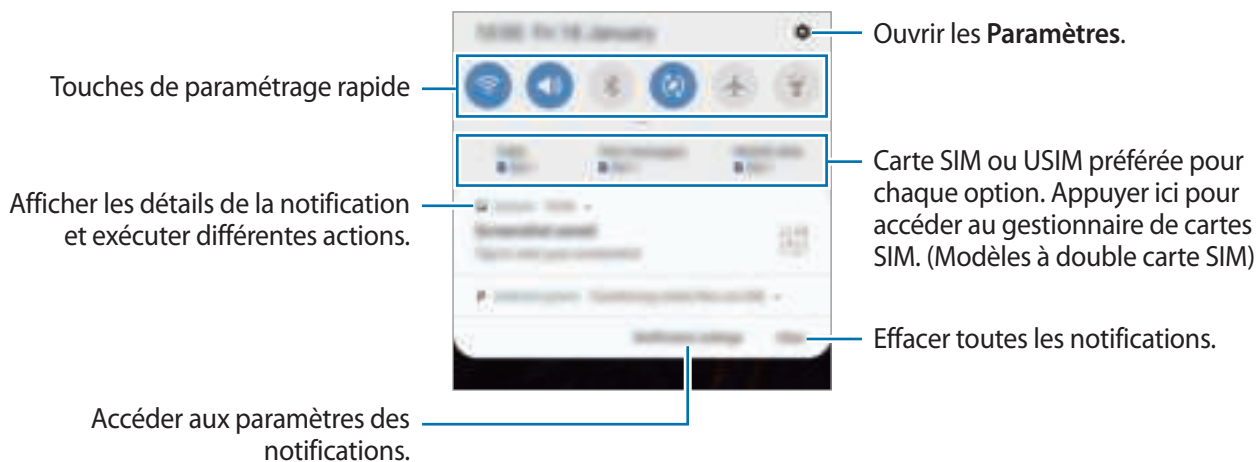 Ouvrir les Paramètres.
Touches de paramétrage rapide
Carte SIM ou USIM préférée pour
chaque option. Appuyer ici pour
accéder au gestionnaire de cartes
SIM. (Modèles à double carte SIM)
Afficher les détails de la notification
et exécuter différentes actions.
Effacer toutes les notifications.
Accéder aux paramètres des
notifications.